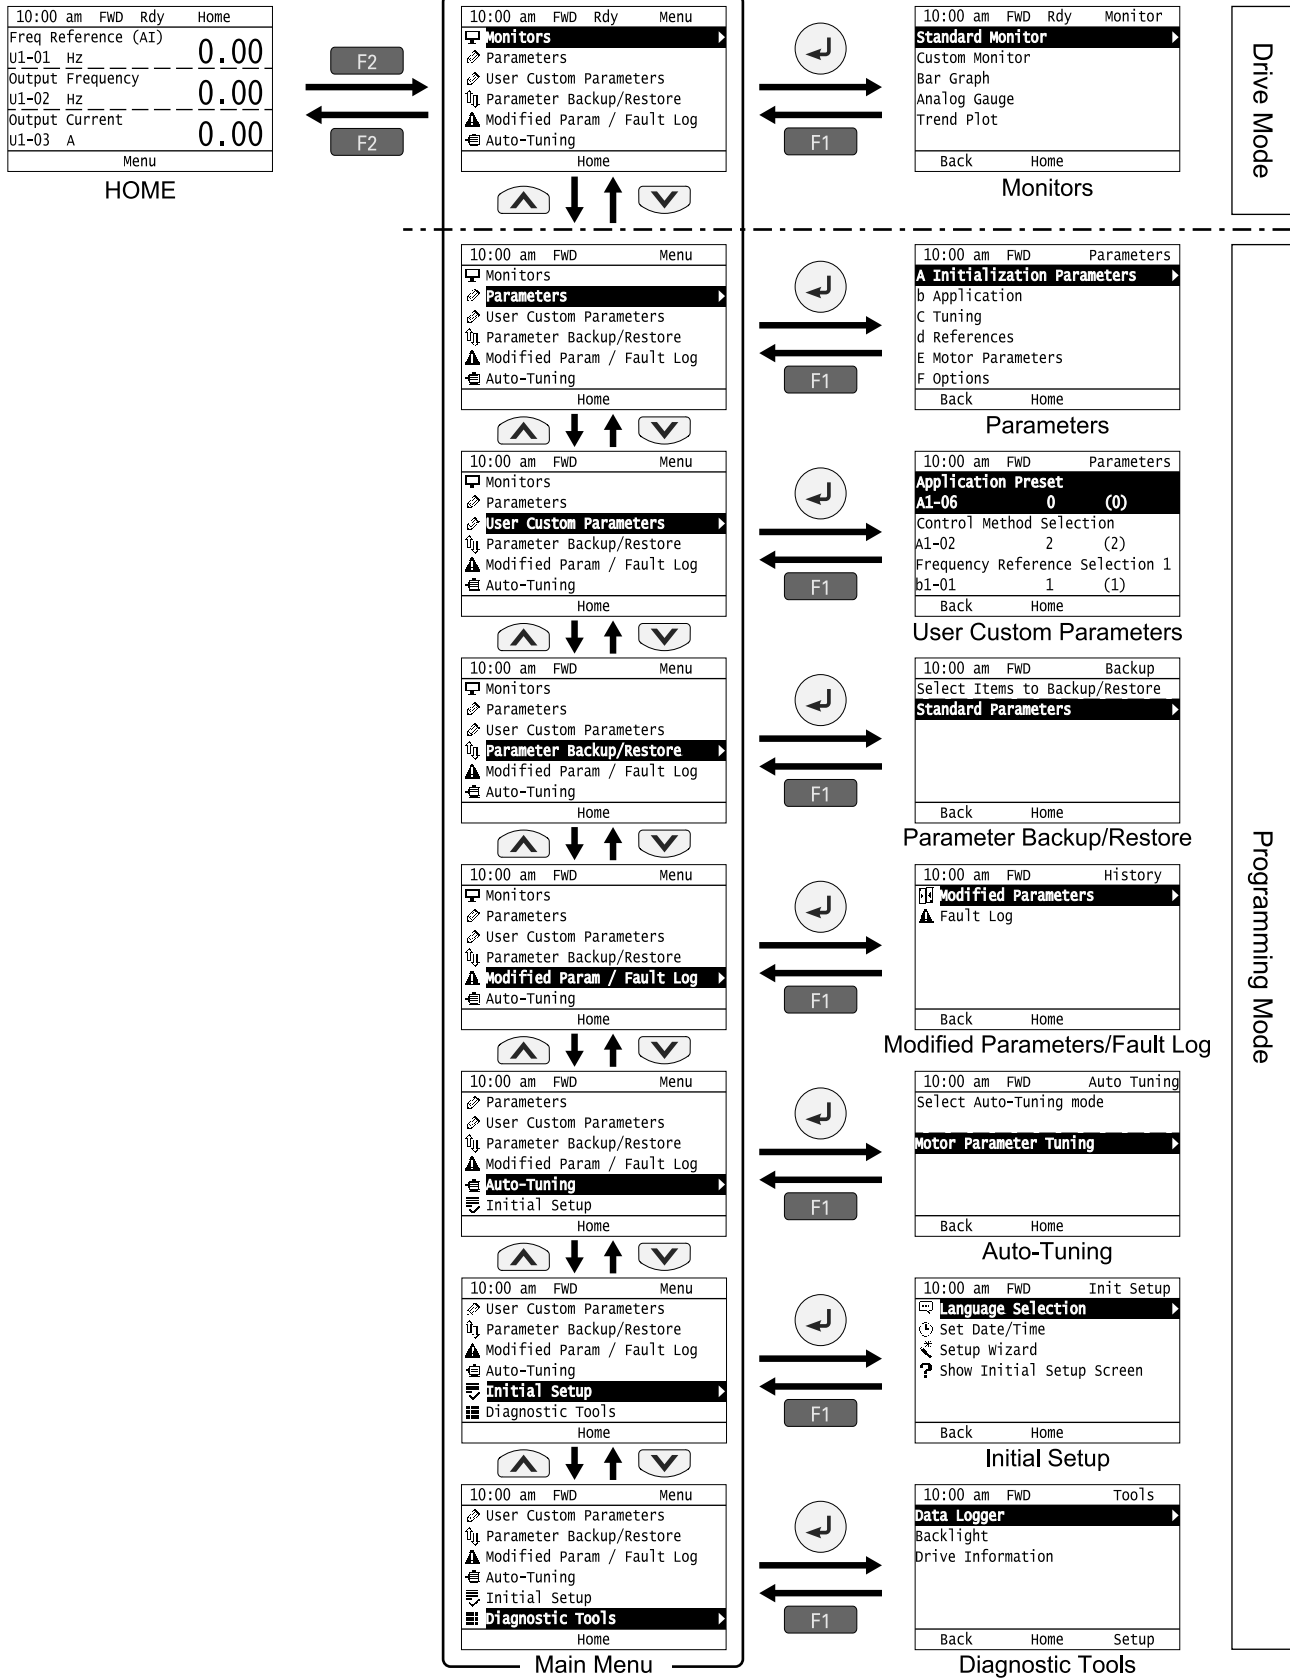 10:00 am FWD Rdy Home
Freq Reference (AI)
U1-01 Hz 0.00
Output Frequency
U1-02 Hz 0.00
Output Current
U1-03 A 0.00
Menu
HOME
F2
F2
10:00 am FWD Rdy Menu
Monitors
Parameters
User Custom Parameters
Parameter Backup/Restore
Modified Param / Fault Log
Auto-Tuning
Home
F1
10:00 am FWD Rdy Monitor
Standard Monitor
Custom Monitor
Bar Graph
Analog Gauge
Trend Plot
Back Home
Monitors
Drive Mode
10:00 am FWD Menu
Monitors
Parameters
User Custom Parameters
Parameter Backup/Restore
Modified Param / Fault Log
Auto-Tuning
Home
F1
10:00 am FWD Parameters
A Initialization Parameters
b Application
C Tuning
d References
E Motor Parameters
F Options
Back Home
Parameters
10:00 am FWD Menu
Monitors
Parameters
User Custom Parameters
Parameter Backup/Restore
Modified Param / Fault Log
Auto-Tuning
Home
F1
10:00 am FWD Parameters
Application Preset
A1-06 0 (0)
Control Method Selection
A1-02 2 (2)
Frequency Reference Selection 1
b1-01 1 (1)
Back Home
User Custom Parameters
10:00 am FWD Menu
Monitors
Parameters
User Custom Parameters
Parameter Backup/Restore
Modified Param / Fault Log
Auto-Tuning
Home
F1
10:00 am FWD Backup
Select Items to Backup/Restore
Standard Parameters
Back Home
Parameter Backup/Restore
10:00 am FWD Menu
Monitors
Parameters
User Custom Parameters
Parameter Backup/Restore
Modified Param / Fault Log
Auto-Tuning
Home
F1
10:00 am FWD History
Modified Parameters
Fault Log
Back Home
Modified Parameters/Fault Log
Programming Mode
10:00 am FWD Menu
Parameters
User Custom Parameters
Parameter Backup/Restore
Modified Param / Fault Log
Auto-Tuning
Initial Setup
Home
F1
10:00 am FWD Auto Tuning
Select Auto-Tuning mode
Motor Parameter Tuning
Back Home
Auto-Tuning
10:00 am FWD Menu
User Custom Parameters
Parameter Backup/Restore
Modified Param / Fault Log
Auto-Tuning
Initial Setup
Diagnostic Tools
Home
F1
10:00 am FWD Init Setup
Language Selection
Set Date/Time
Setup Wizard
? Show Initial Setup Screen
Back Home
Initial Setup
10:00 am FWD Menu
User Custom Parameters
Parameter Backup/Restore
Modified Param / Fault Log
Auto-Tuning
Initial Setup
Diagnostic Tools
Home
Main Menu
F1
10:00 am FWD Tools
Data Logger
Backlight
Drive Information
Back Home Setup
Diagnostic Tools